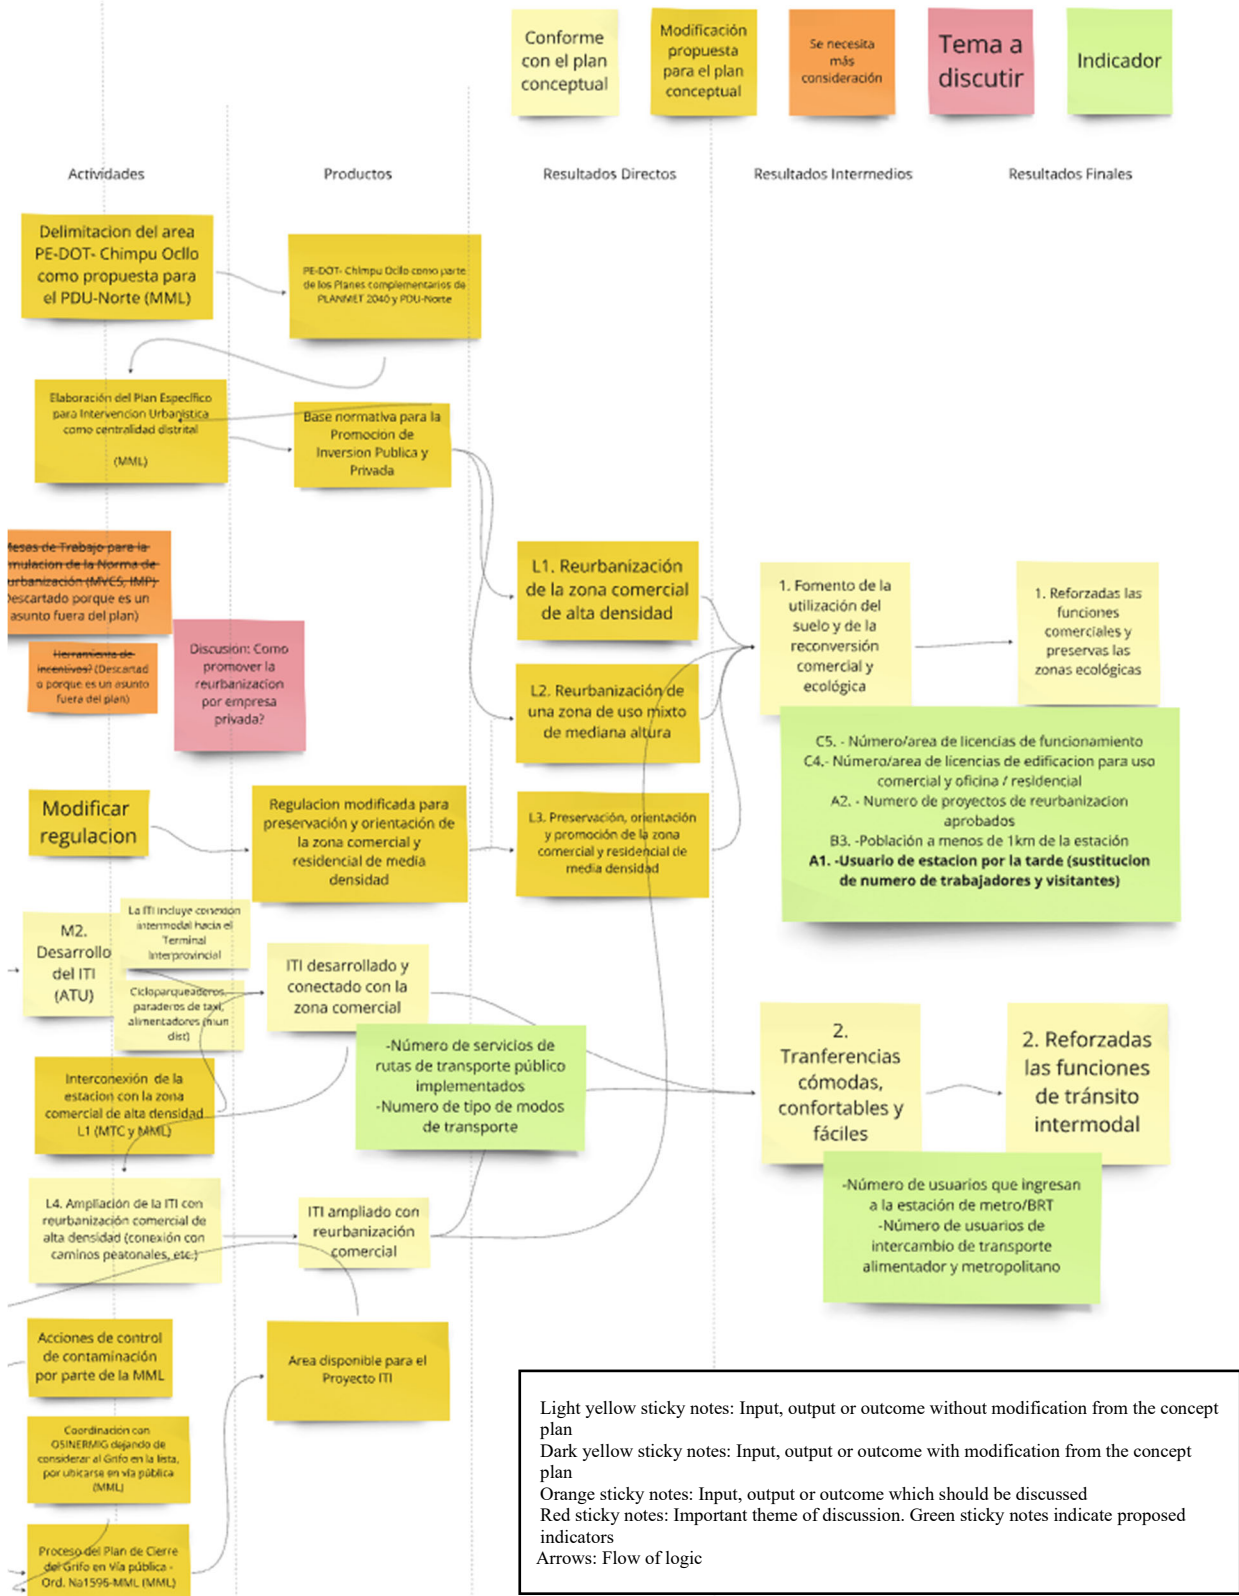 Conforme
con el plan
conceptual
Modificación
propuesta
para el plan
conceptual
Se necesita
más
consideración
Tema a
discutir
Indicador
Actividades
Productos
Resultados Directos
Resultados Intermedios
Resultados Finales
Delimitacion del area
PE-DOT- Chimpu Ocllo
como propuesta para
el PDU-Norte (MML)
PE-DOT- Chimpu Ocllo como parte
de los Planes complementarios de
PLANMET 2040 y PDU-Norte
Elaboración del Plan Específico
para Intervencion Urbanística
como centralidad distrital
(MML)
Base normativa para la
Promoción de
Inversion Publica y
Privada
Mesas de Trabajo para la
mulacion de la Norma de
urbanización (MVCS, IMP)
Descartado porque es un
asunto fuera del plan)
Herramienta de
incentivos? (Descartad
o porque es un asunto
fuera del plan)
Discusion: Como
promover la
reurbanizacion
por empresa
privada?
L1. Reurbanización
de la zona comercial
de alta densidad
L2. Reurbanización de
una zona de uso mixto
de mediana altura
L3. Preservación, orientación
y promoción de la zona
comercial y residencial de
media densidad
1. Fomento de la
utilización del
suelo y de la
reconversión
comercial y
ecológica
1. Reforzadas las
funciones
comerciales y
preservas las
zonas ecológicas
C5. - Número/area de licencias de funcionamiento
C4.- Número/area de licencias de edificacion para uso
comercial y oficina / residencial
A2. - Numero de proyectos de reurbanizacion
aprobados
B3. -Población a menos de 1km de la estación
A1. -Usuario de estacion por la tarde (sustitucion
de numero de trabajadores y visitantes)
Modificar
regulacion
Regulacion modificada para
preservación y orientación de
la zona comercial y
residencial de media
densidad
M2.
Desarrollo
del ITI
(ATU)
La ITI incluye conexión
intermodal hacia el
Terminal
Interprovincial
Cicloparqueaderos,
paraderos de taxi,
alimentadores (mun
dist)
ITI desarrollado y
conectado con la
zona comercial
-Número de servicios de
rutas de transporte público
implementados
-Numero de tipo de modos
de transporte
Interconexión de la
estacion con la zona
comercial de alta densidad
L1 (MTC y MML)
L4. Ampliación de la ITI con
reurbanización comercial de
alta densidad (conexión con
caminos peatonales, etc.)
ITI ampliado con
reurbanización
comercial
2.
Tranferencias
cómodas,
confortables y
fáciles
2. Reforzadas
las funciones
de tránsito
intermodal
-Número de usuarios que ingresan
a la estación de metro/BRT
-Número de usuarios de
intercambio de transporte
alimentador y metropolitano
Acciones de control
de contaminación
por parte de la MML
Area disponible para el
Proyecto ITI
Coordinación con
OSINERMIG dejando de
considerar al Grifo en la lista,
por ubicarse en vía pública
(MML)
Proceso del Plan de Cierre
del Grifo en Vía pública -
Ord. Na1596-MML (MML)
Light yellow sticky notes: Input, output or outcome without modification from the concept
plan
Dark yellow sticky notes: Input, output or outcome with modification from the concept
plan
Orange sticky notes: Input, output or outcome which should be discussed
Red sticky notes: Important theme of discussion. Green sticky notes indicate proposed
indicators
Arrows: Flow of logic